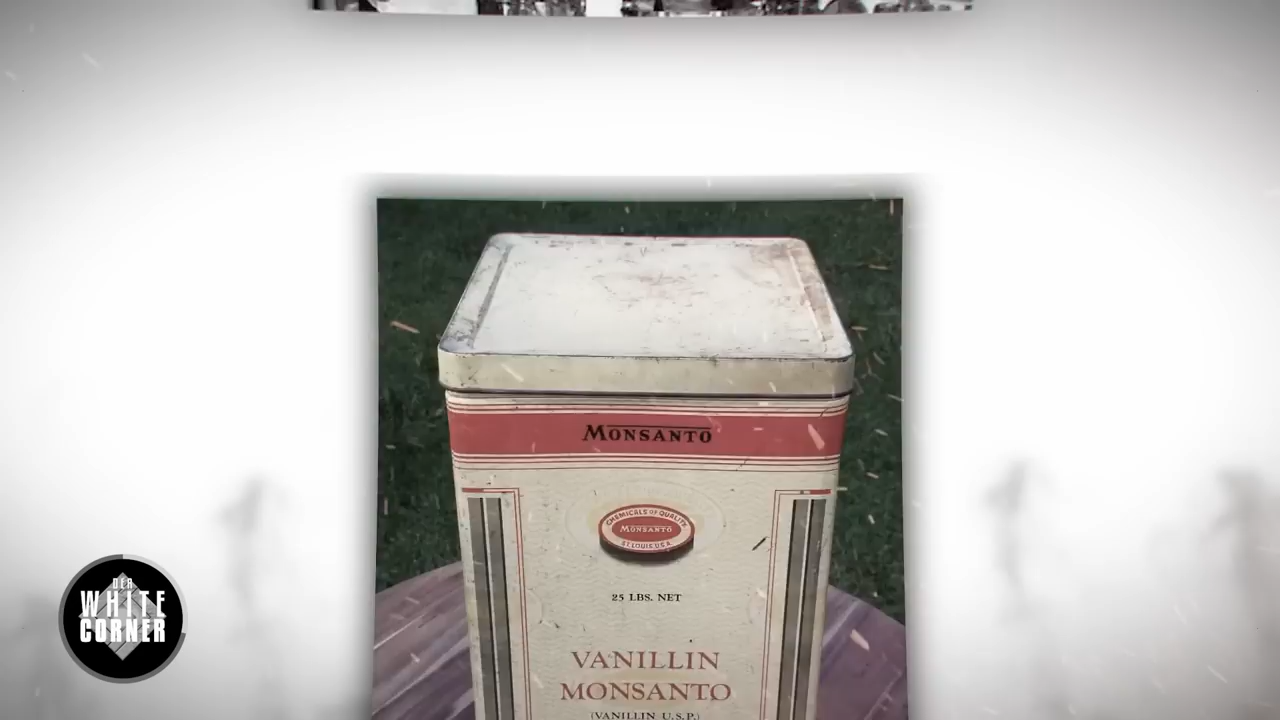 MONSANTO
CHEMICALS OF QUALITY
MONSANTO
ST. LOUIS U.S.A.
25 LBS. NET
VANILLIN
MONSANTO
(VANILLIN U.S.P.)
DER
WHITE
CORNER